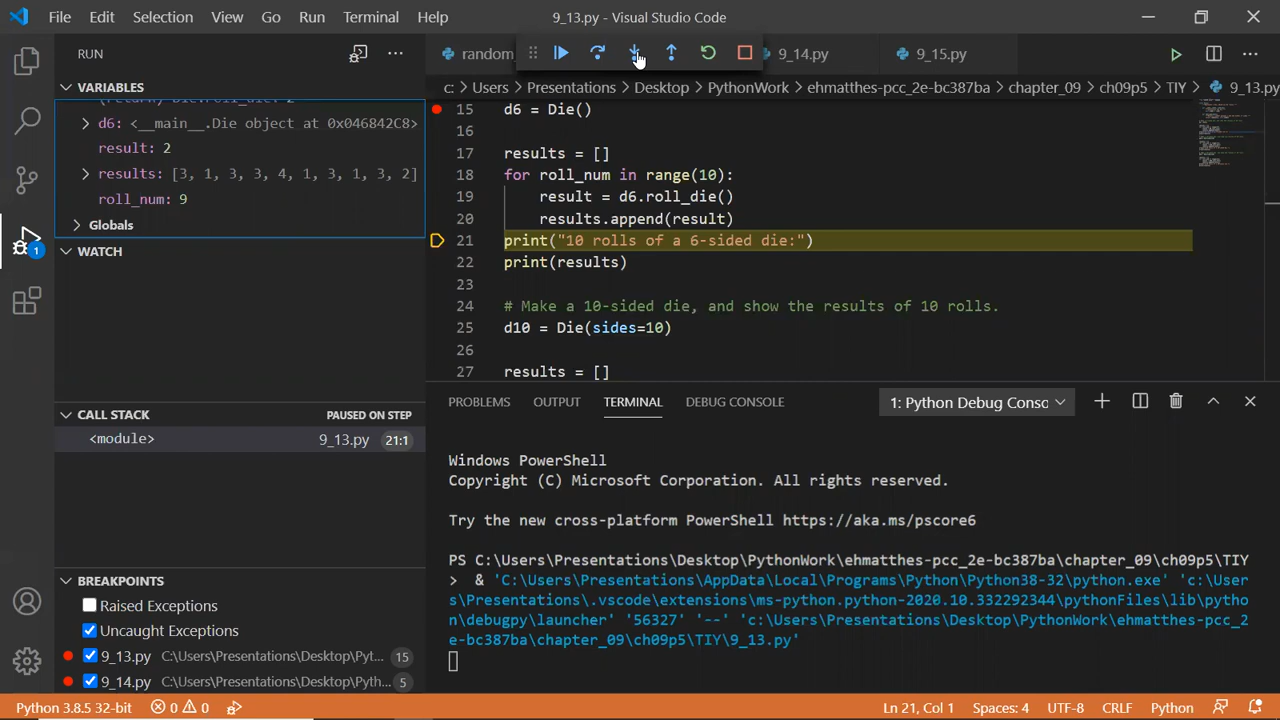 File Edit Selection View Go Run Terminal Help 9_13.py - Visual Studio Code
RUN
random 9_14.py 9_15.py
VARIABLES
c: > Users > Presentations > Desktop > PythonWork > ehmatthes-pcc_2e-bc387ba > chapter_09 > ch09p5 > TIY > 9_13.py
(return) Die.roll_die: 2
d6: <__main__.Die object at 0x046842C8>
result: 2
results: [3, 1, 3, 3, 4, 1, 3, 1, 3, 2]
roll_num: 9
Globals
WATCH
15 d6 = Die()
16
17 results = []
18 for roll_num in range(10):
19 result = d6.roll_die()
20 results.append(result)
21 print("10 rolls of a 6-sided die:")
22 print(results)
23
24 # Make a 10-sided die, and show the results of 10 rolls.
25 d10 = Die(sides=10)
26
27 results = []
CALL STACK PAUSED ON STEP
<module> 9_13.py 21:1
BREAKPOINTS
Raised Exceptions
Uncaught Exceptions
9_13.py C:\Users\Presentations\Desktop\Pyt... 15
9_14.py C:\Users\Presentations\Desktop\Pyth... 5
1
PROBLEMS OUTPUT TERMINAL DEBUG CONSOLE 1: Python Debug Conso
Windows PowerShell
Copyright (C) Microsoft Corporation. All rights reserved.
Try the new cross-platform PowerShell https://aka.ms/pscore6
PS C:\Users\Presentations\Desktop\PythonWork\ehmatthes-pcc_2e-bc387ba\chapter_09\ch09p5\TIY
> & 'C:\Users\Presentations\AppData\Local\Programs\Python\Python38-32\python.exe' 'c:\User
s\Presentations\.vscode\extensions\ms-python.python-2020.10.332292344\pythonFiles\lib\pytho
n\debugpy\launcher' '56327' '--' 'c:\Users\Presentations\Desktop\PythonWork\ehmatthes-pcc_2
e-bc387ba\chapter_09\ch09p5\TIY\9_13.py'
Python 3.8.5 32-bit 0 0 Ln 21, Col 1 Spaces: 4 UTF-8 CRLF Python